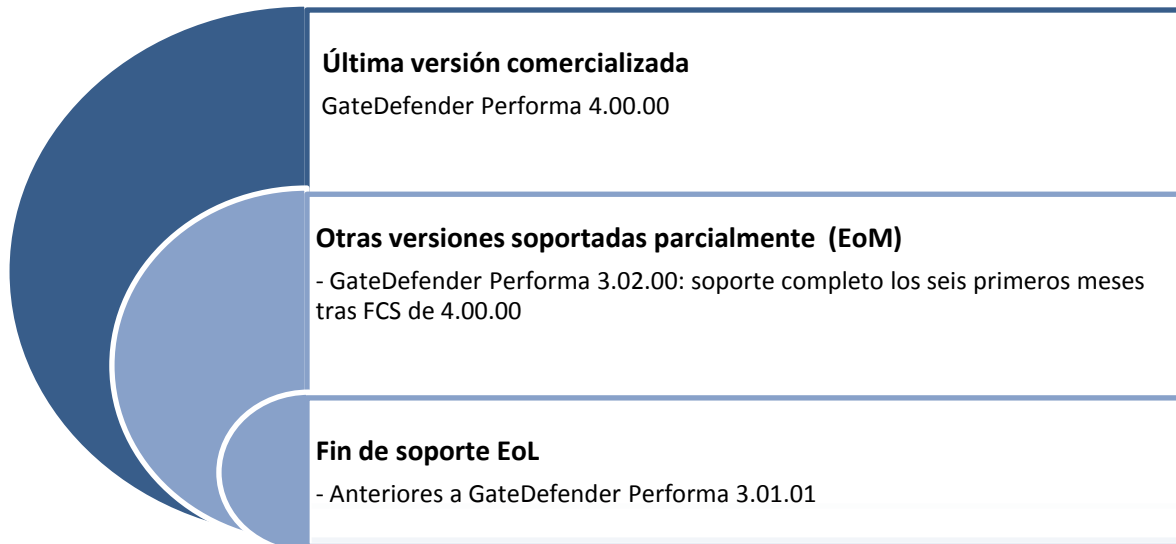 Última versión comercializada
GateDefender Performa 4.00.00
Otras versiones soportadas parcialmente (EoM)
- GateDefender Performa 3.02.00: soporte completo los seis primeros meses
tras FCS de 4.00.00
Fin de soporte EoL
- Anteriores a GateDefender Performa 3.01.01